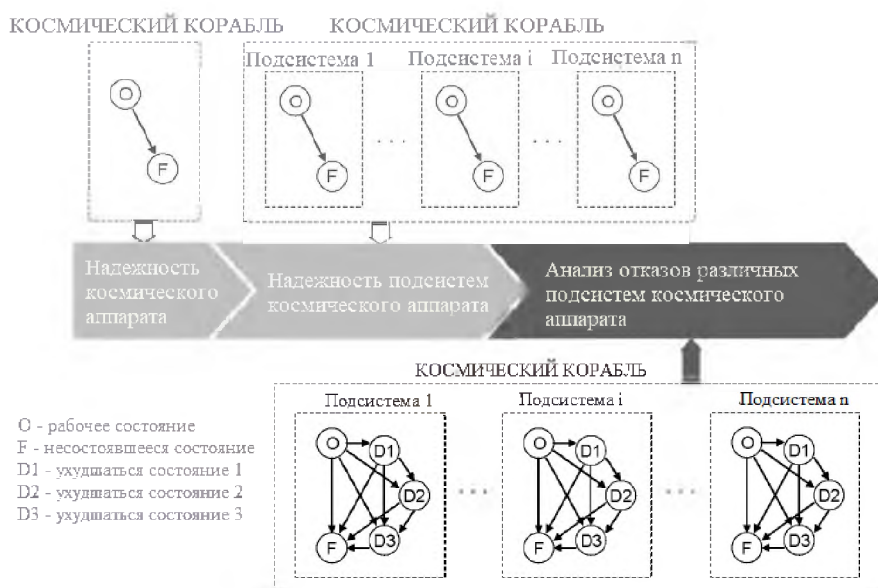 КОСМИЧЕСКИЙ КОРАБЛЬ
КОСМИЧЕСКИЙ КОРАБЛЬ
Подсистема 1 Подсистема i Подсистема n
O O O O
... ...
F F F F
Надежность космического аппарата
Надежность подсистем космического аппарата
Анализ отказов различных подсистем космического аппарата
КОСМИЧЕСКИЙ КОРАБЛЬ
Подсистема 1 Подсистема i Подсистема n
O - рабочее состояние
F - несостоявшееся состояние
D1 - ухудшаться состояние 1
D2 - ухудшаться состояние 2
D3 - ухудшаться состояние 3
O D1 O D1 O D1
D2 ... D2 ... D2
F D3 F D3 F D3